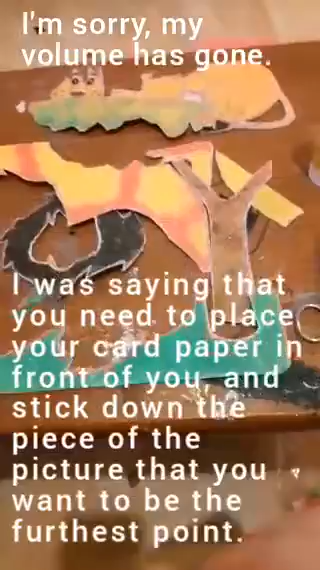 I'm sorry, my
volume has gone.
I was saying that
you need to place
your card paper in
front of you, and
stick down the
piece of the
picture that you
want to be the
furthest point.